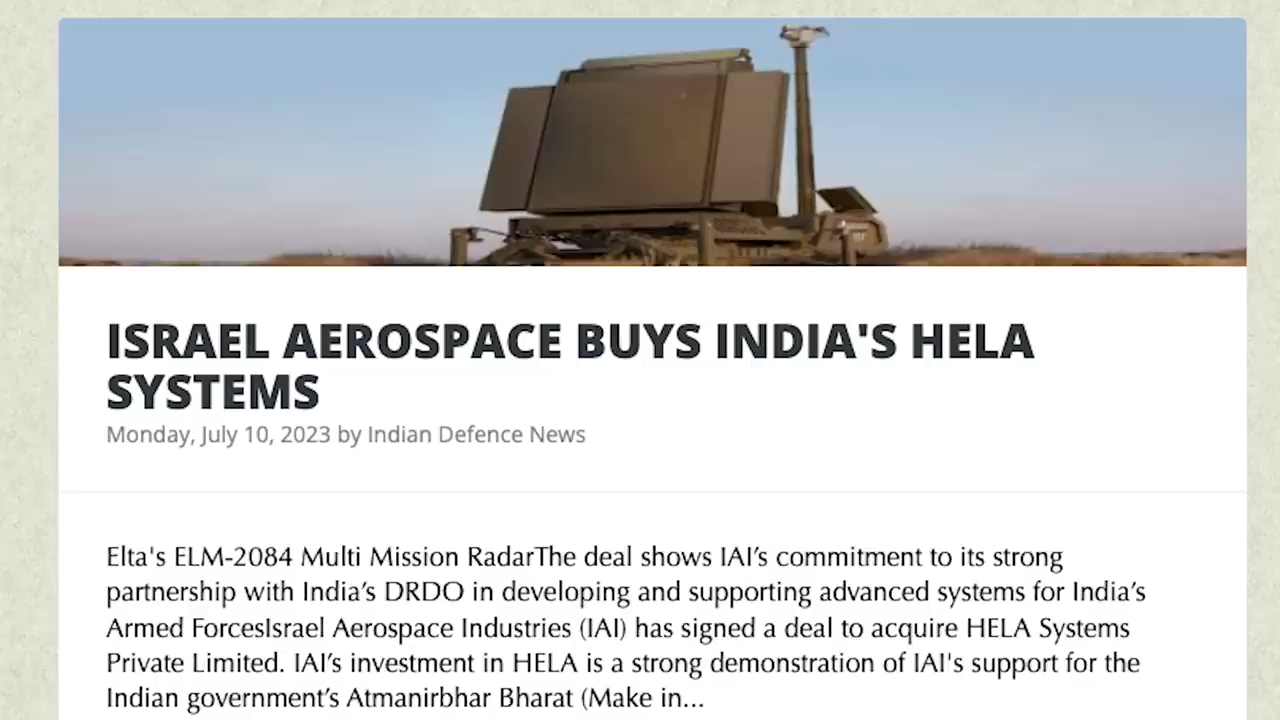 ISRAEL AEROSPACE BUYS INDIA'S HELA
SYSTEMS
Monday, July 10, 2023 by Indian Defence News
Elta's ELM-2084 Multi Mission RadarThe deal shows IAI’s commitment to its strong
partnership with India’s DRDO in developing and supporting advanced systems for India’s
Armed ForcesIsrael Aerospace Industries (IAI) has signed a deal to acquire HELA Systems
Private Limited. IAI’s investment in HELA is a strong demonstration of IAI's support for the
Indian government’s Atmanirbhar Bharat (Make in...